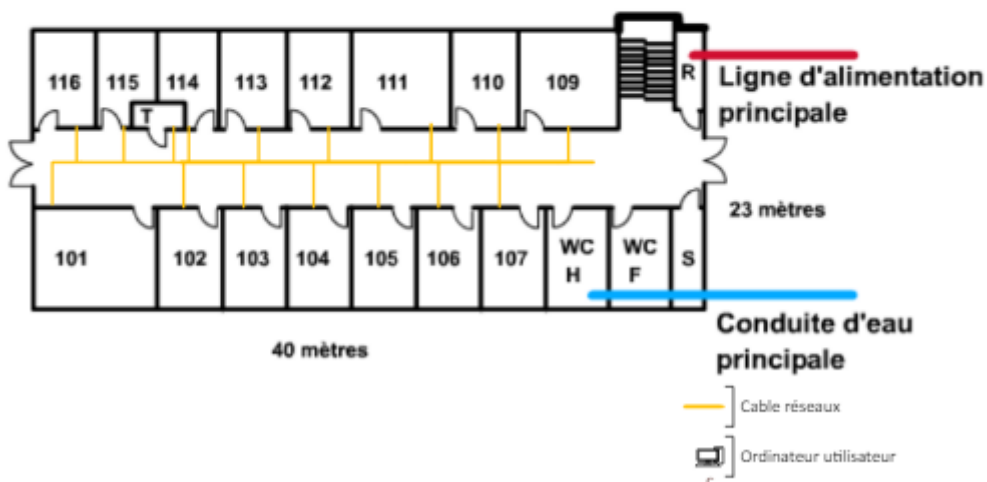 116 115 114 113 112 111 110 109 R
T
Ligne d'alimentation
principale
23 mètres
101 102 103 104 105 106 107 WC WC S
H F
40 mètres
Conduite d'eau
principale
Cable réseaux
Ordinateur utilisateur